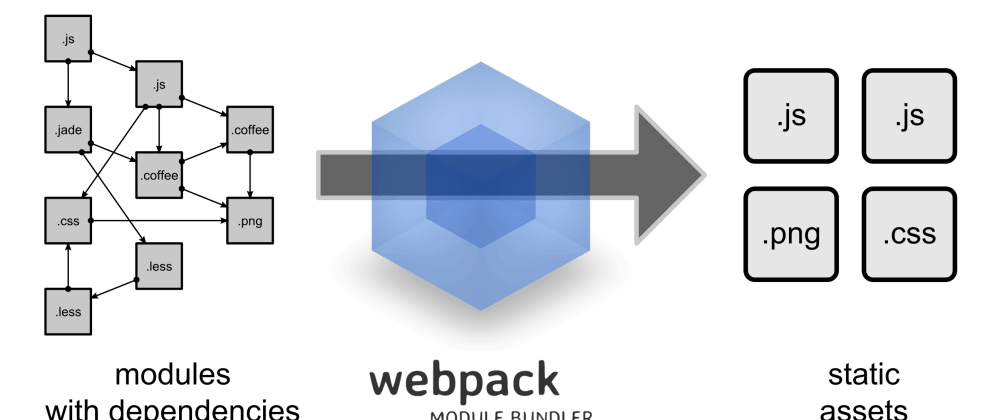 .js
.js
.jade
.coffee
.coffee
.css
.png
.less
.less
modules
with dependencies
webpack
MODULE BUNDLER
.js
.js
.png
.css
static
assets